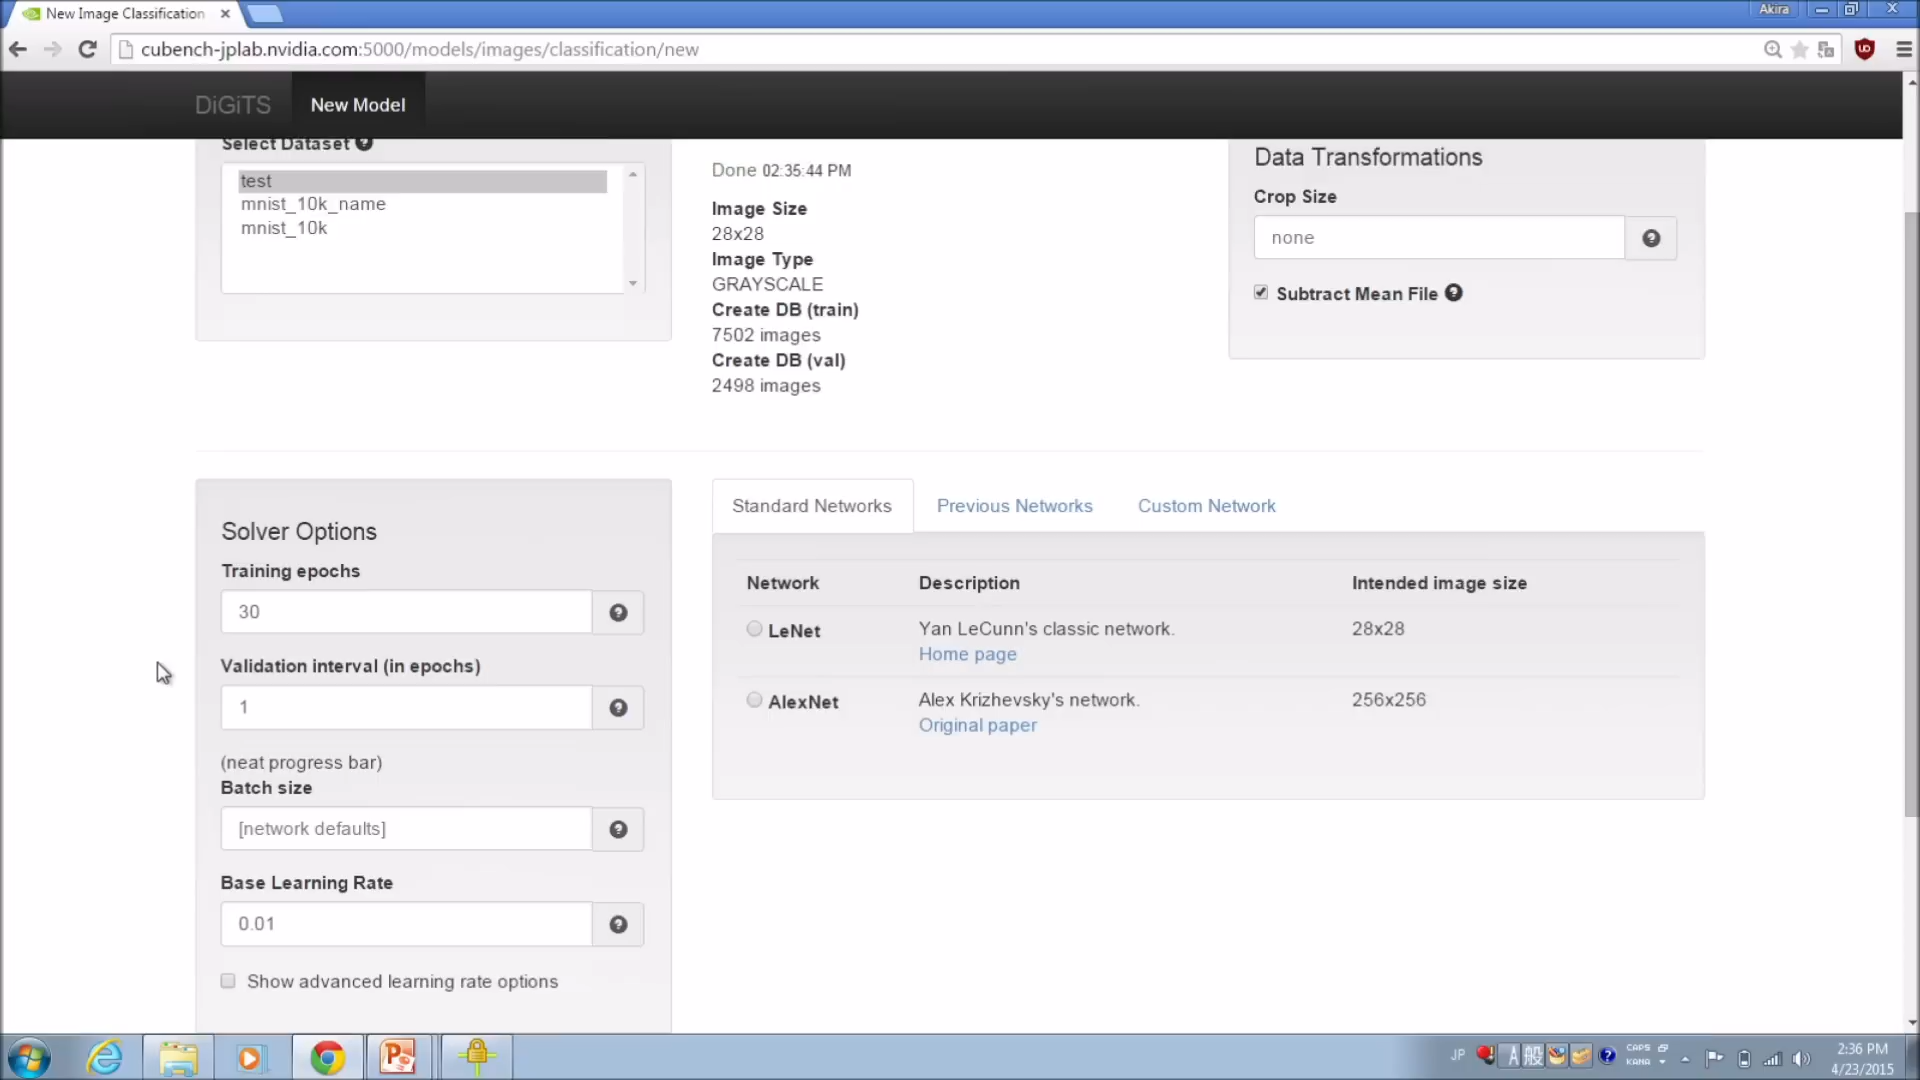 New Image Classification
Akira
cubench-jplab.nvidia.com:5000/models/images/classification/new
DiGiTS
New Model
Select Dataset
test
mnist_10k_name
mnist_10k
Done 02:35:44 PM
Image Size
28x28
Image Type
GRAYSCALE
Create DB (train)
7502 images
Create DB (val)
2498 images
Data Transformations
Crop Size
none
Subtract Mean File
Solver Options
Training epochs
30
Validation interval (in epochs)
1
(neat progress bar)
Batch size
[network defaults]
Base Learning Rate
0.01
Show advanced learning rate options
Standard Networks
Previous Networks
Custom Network
Network Description Intended image size
LeNet Yan LeCunn's classic network. 28x28
Home page
AlexNet Alex Krizhevsky's network. 256x256
Original paper
JP
A 般
CAPS
KANA
2:36 PM
4/23/2015